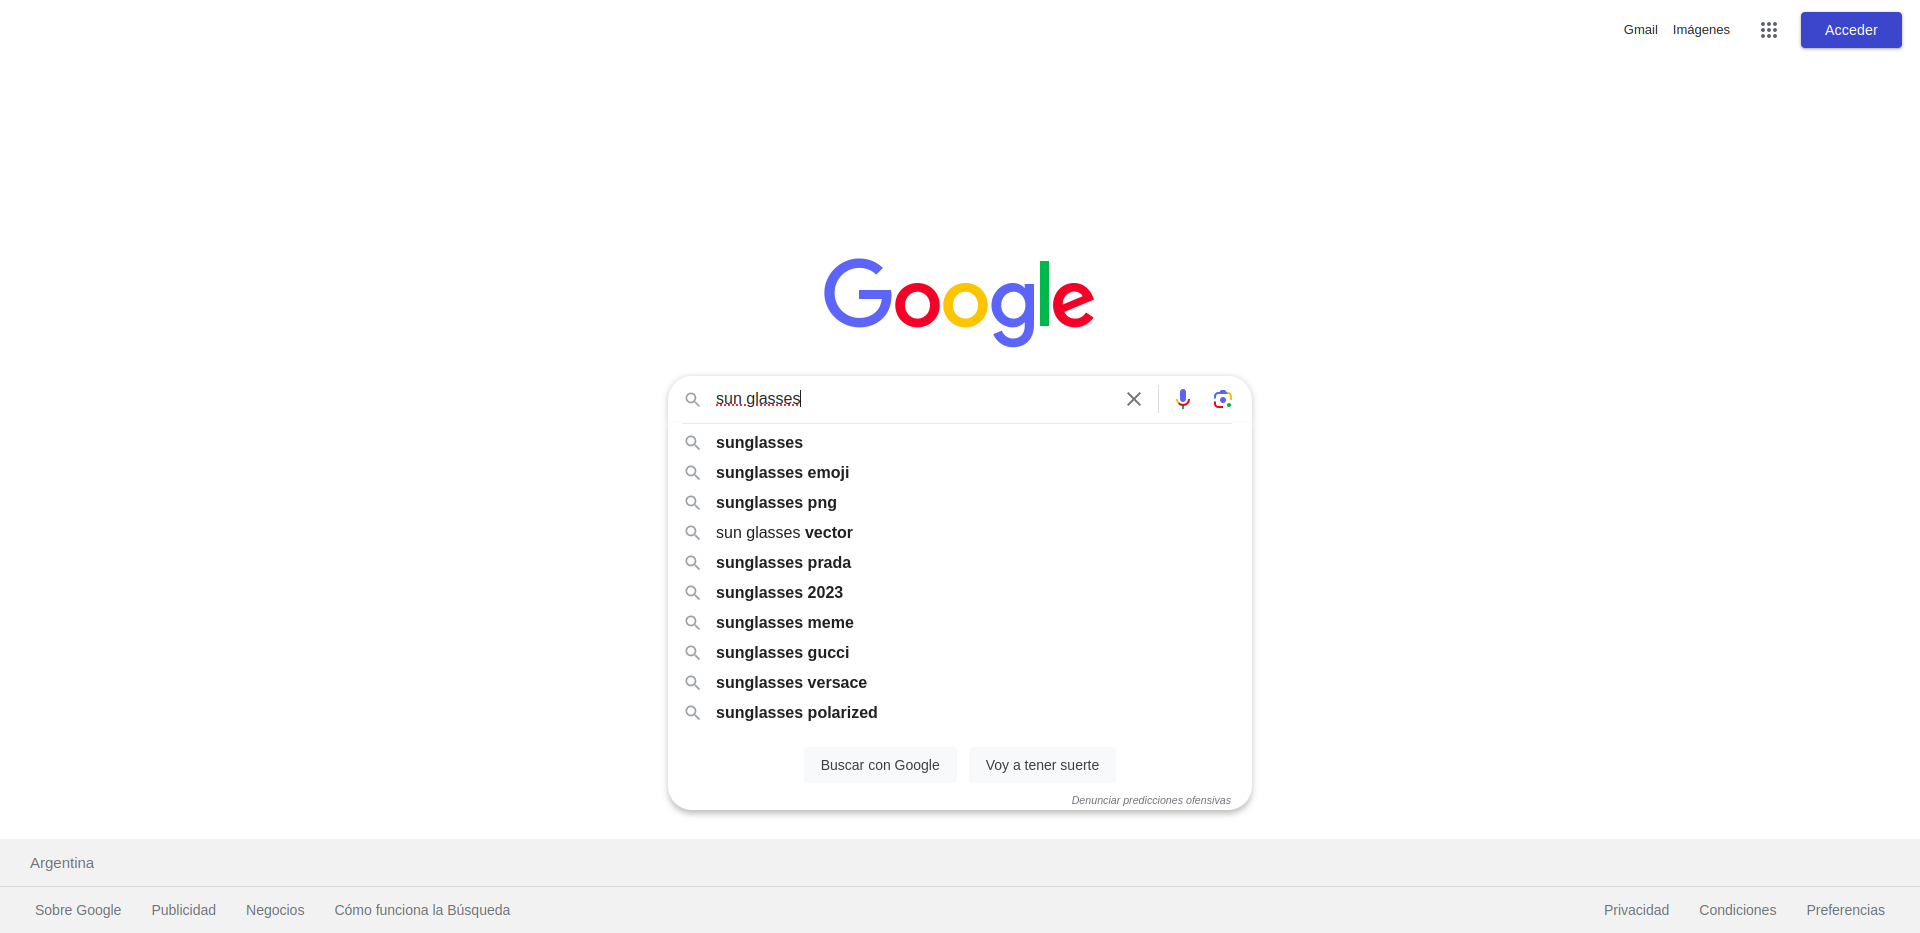 Gmail Imágenes Acceder
Google
sun glasses
sunglasses
sunglasses emoji
sunglasses png
sun glasses vector
sunglasses prada
sunglasses 2023
sunglasses meme
sunglasses gucci
sunglasses versace
sunglasses polarized
Buscar con Google Voy a tener suerte
Denunciar predicciones ofensivas
Argentina
Sobre Google Publicidad Negocios Cómo funciona la Búsqueda Privacidad Condiciones Preferencias